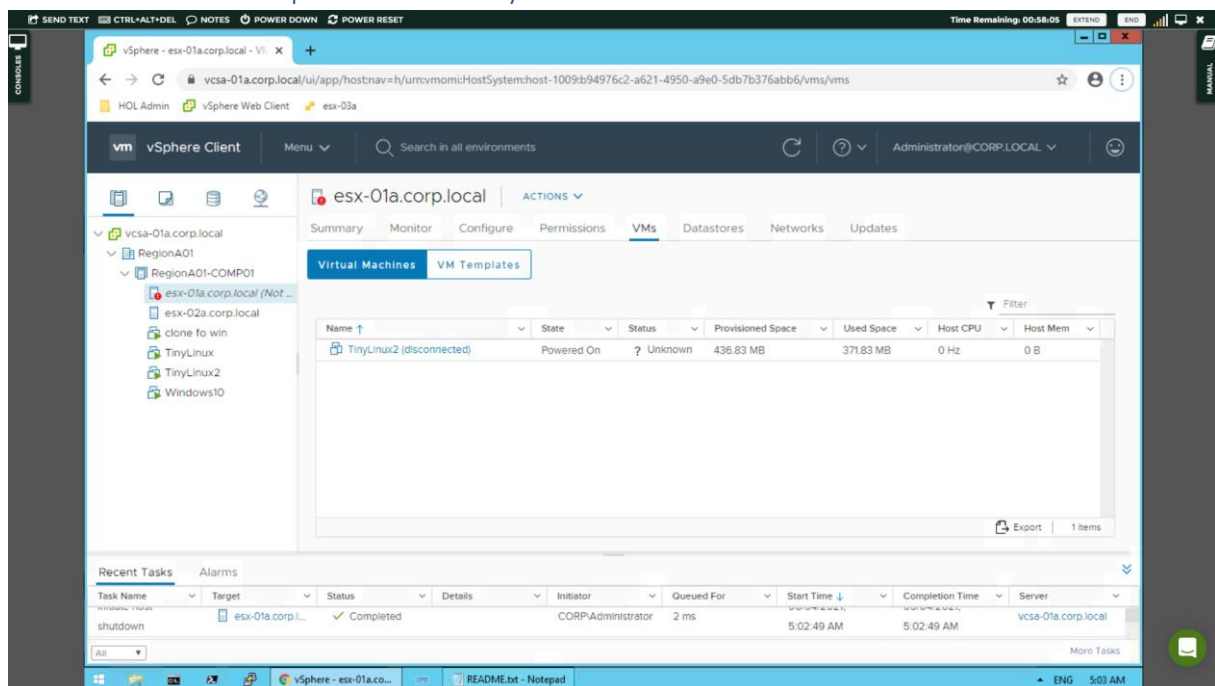 SEND TEXT CTRL+ALT+DEL NOTES POWER DOWN POWER RESET Time Remaining: 00:58:05 EXTEND END
CONSOLES
MANUAL
vSphere - esx-01a.corp.local - V
vcsa-01a.corp.local/ui/app/host;nav=h/urn:vmomi:HostSystem:host-1009:b94976c2-a621-4950-a9e0-5db7b376abb6/vms/vms
HOL Admin vSphere Web Client esx-03a
vm vSphere Client Menu Search in all environments Administrator@CORP.LOCAL
esx-01a.corp.local ACTIONS
Summary Monitor Configure Permissions VMs Datastores Networks Updates
vcsa-01a.corp.local
RegionA01
RegionA01-COMP01
esx-01a.corp.local (Not ...
esx-02a.corp.local
clone fo win
TinyLinux
TinyLinux2
Windows10
Virtual Machines VM Templates
Filter
Name ↑ State Status Provisioned Space Used Space Host CPU Host Mem
TinyLinux2 (disconnected) Powered On ? Unknown 436.83 MB 371.83 MB 0 Hz 0 B
Export 1 items
Recent Tasks Alarms
Task Name Target Status Details Initiator Queued For Start Time ↓ Completion Time Server
shutdown esx-01a.corp.l... Completed CORP\Administrator 2 ms 5:02:49 AM 5:02:49 AM vcsa-01a.corp.local
All More Tasks
vSphere - esx-01a.co... README.txt - Notepad ENG 5:03 AM